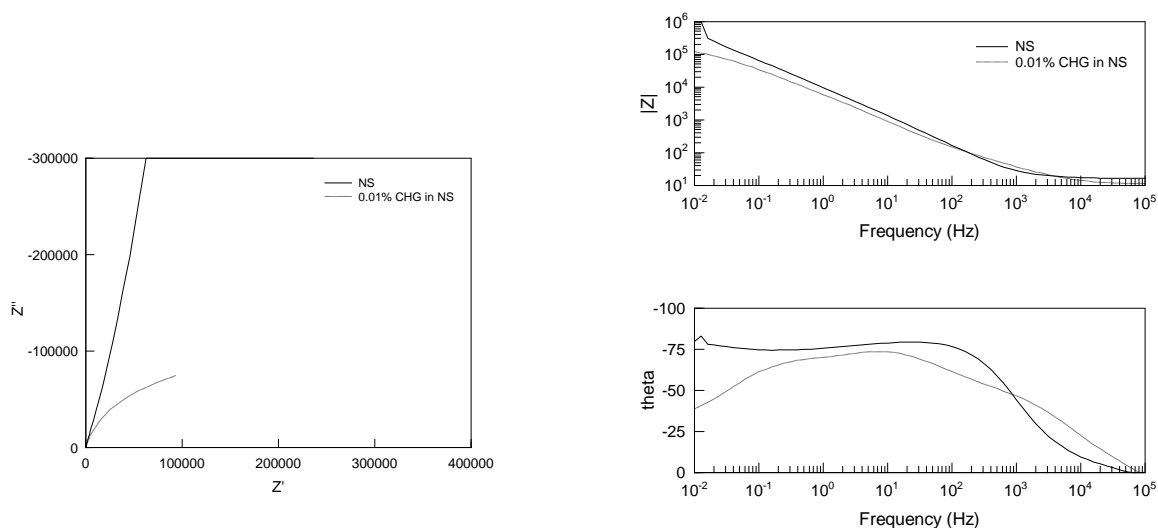 -300000
-200000
-100000
0
0 100000 200000 300000 400000
Z'
Z''
NS
0.01% CHG in NS
10^6
10^5
10^4
10^3
10^2
10^1
|Z|
NS
0.01% CHG in NS
10^-2 10^-1 10^0 10^1 10^2 10^3 10^4 10^5
Frequency (Hz)
-100
-75
-50
-25
0
theta
10^-2 10^-1 10^0 10^1 10^2 10^3 10^4 10^5
Frequency (Hz)